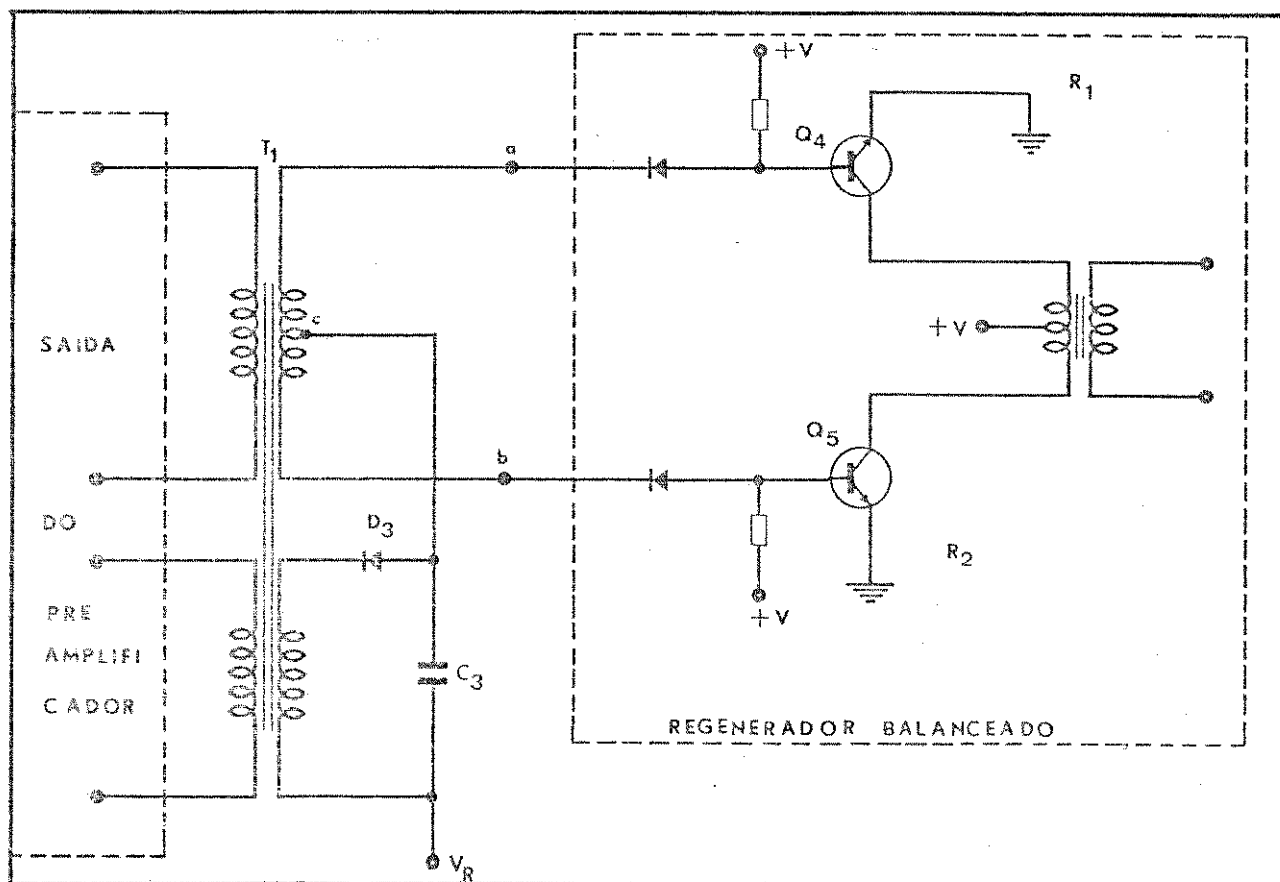 +V
R1
Q4
T1
a
c
SAIDA
+V
Q5
b
DO
D3
R2
PRE
+V
AMPLIFI
C3
CADOR
REGENERADOR BALANCEADO
VR